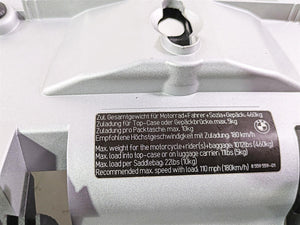 Zul. Gesamtgewicht für Motorrad+Fahrer+Sozia+Gepäck. 460kg
Zuladung für Top-Case oder Gepäckbrücke max. 5kg
Zuladung pro Packtasche max. 10kg
Empfohlene Höchstgeschwindigkeit mit Zuladung 180 km/h
Max. weight for the motorcycle+rider(s)+baggage: 1012lbs (460kg)
Max. load into top-case or on luggage carrier: 11lbs (5kg)
Max. load per Saddlebag 22lbs (10kg)
Recommended max. speed with load. 110 mph (180km/h)